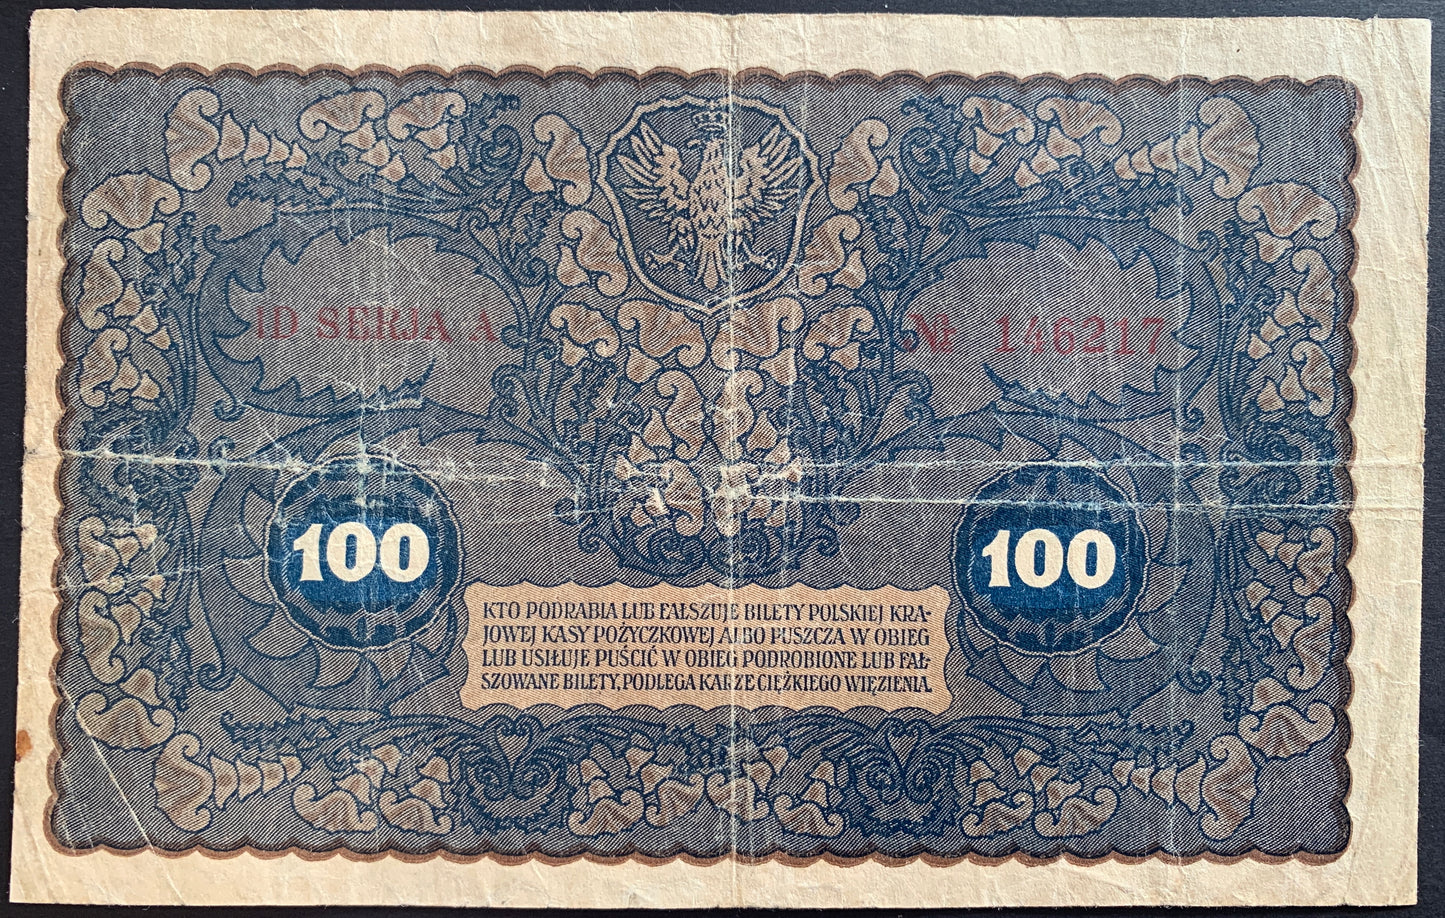 ID SERJA A
№ 146217
100
100
KTO PODRABIA LUB FAŁSZUJE BILETY POLSKIEJ KRA-
JOWEJ KASY POŻYCZKOWEJ ALBO PUSZCZA W OBIEG
LUB USIŁUJE PUŚCIĆ W OBIEG PODROBIONE LUB FAŁ-
SZOWANE BILETY, PODLEGA KARZE CIĘŻKIEGO WIĘZIENIA.